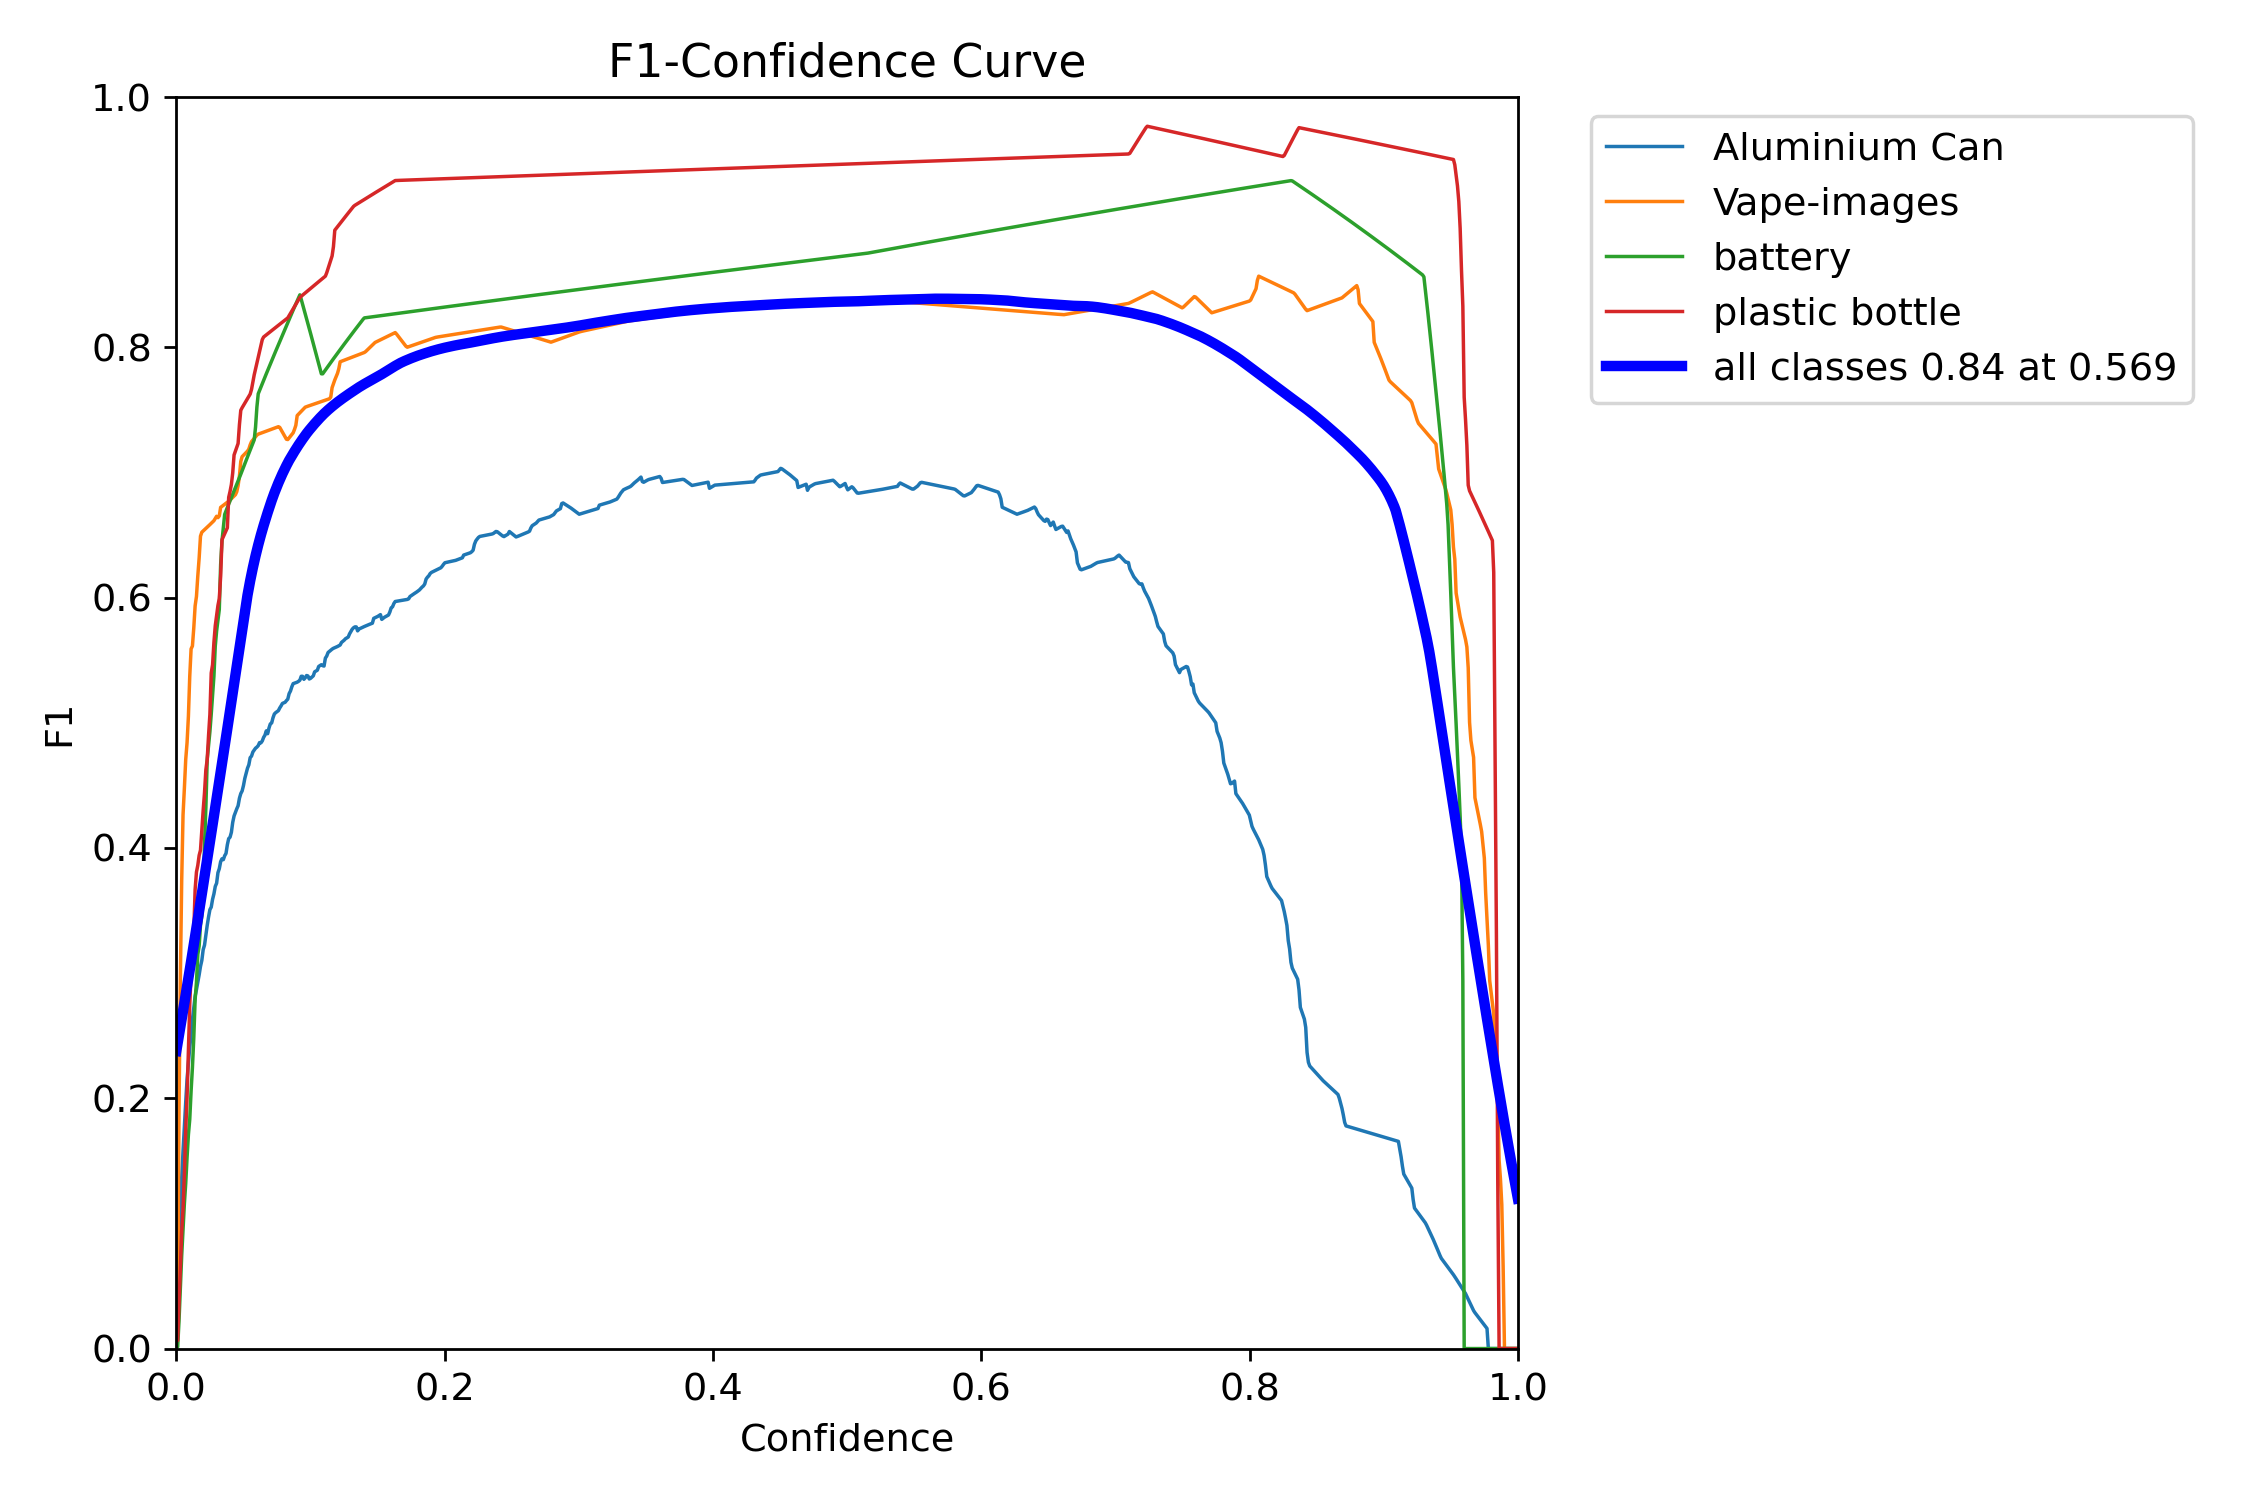 F1-Confidence Curve
1.0
0.8
0.6
0.4
0.2
0.0
F1
0.0 0.2 0.4 0.6 0.8 1.0
Confidence
Aluminium Can
Vape-images
battery
plastic bottle
all classes 0.84 at 0.569